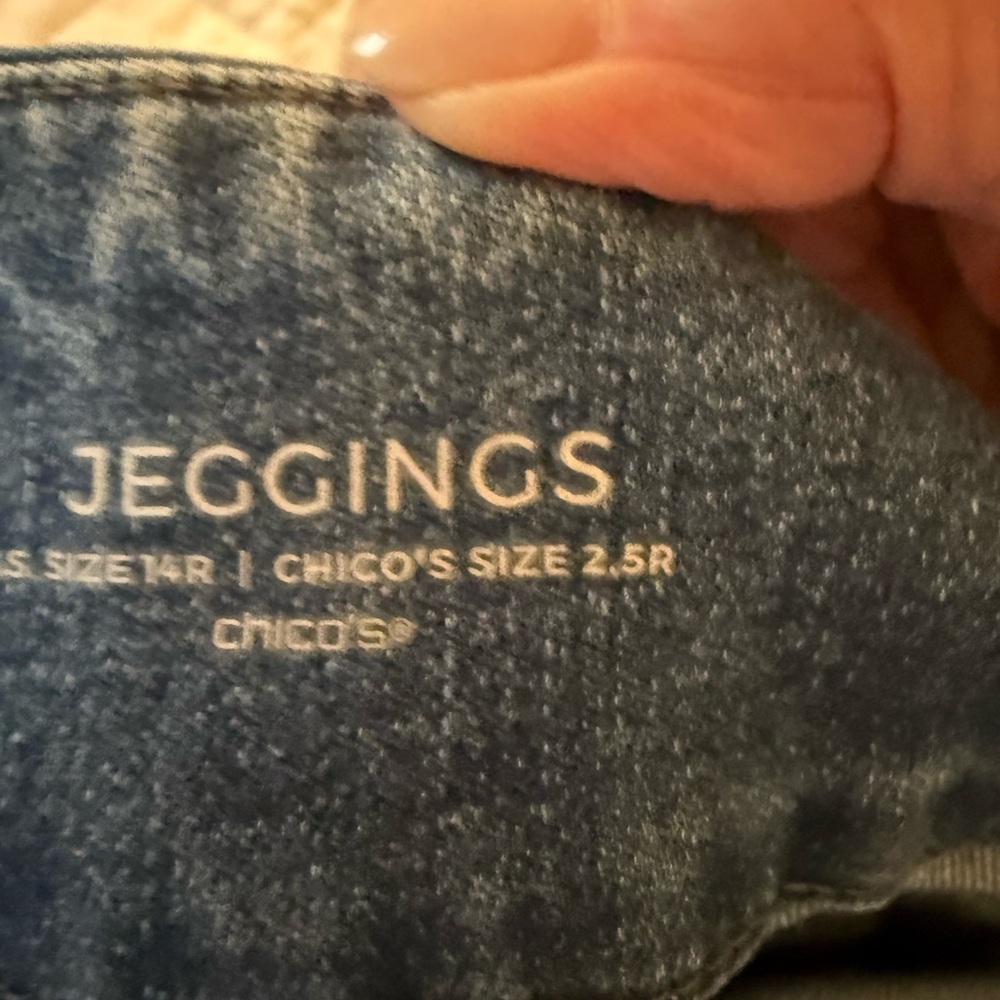 JEGGINGS
.S. SIZE 14R | CHICO'S SIZE 2.5R
chico's®